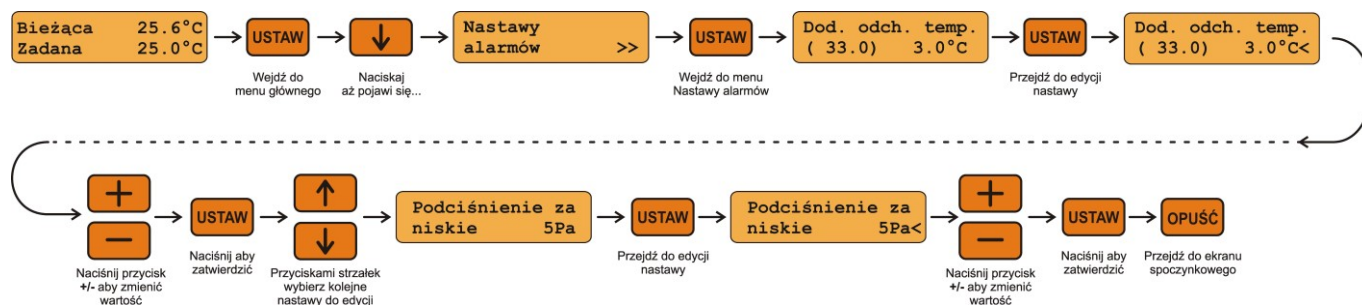 Bieżąca 25.6°C
Zadana 25.0°C
USTAW
Wejdź do
menu głównego
Naciskaj
aż pojawi się...
Nastawy
alarmów >>
USTAW
Wejdź do menu
Nastawy alarmów
Dod. odch. temp.
( 33.0) 3.0°C
USTAW
Przejdź do edycji
nastawy
Dod. odch. temp.
( 33.0) 3.0°C<
+
−
Naciśnij przycisk
+/- aby zmienić
wartość
USTAW
Naciśnij aby
zatwierdzić
Przyciskami strzałek
wybierz kolejne
nastawy do edycji
Podciśnienie za
niskie 5Pa
USTAW
Przejdź do edycji
nastawy
Podciśnienie za
niskie 5Pa<
+
−
Naciśnij przycisk
+/- aby zmienić
wartość
USTAW
Naciśnij aby
zatwierdzić
OPUŚĆ
Przejdź do ekranu
spoczynkowego